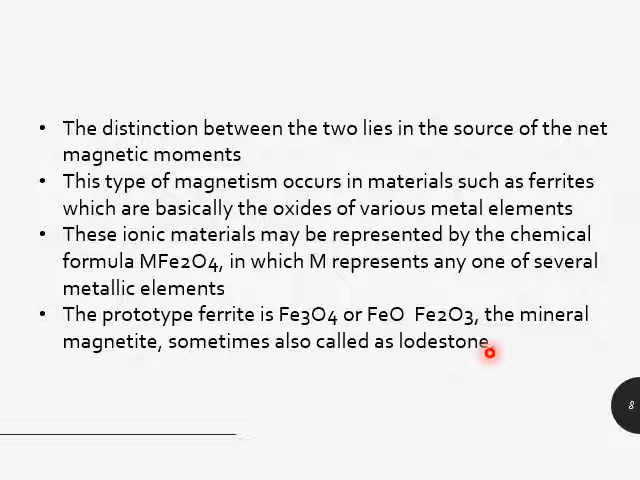 • The distinction between the two lies in the source of the net
magnetic moments
• This type of magnetism occurs in materials such as ferrites
which are basically the oxides of various metal elements
• These ionic materials may be represented by the chemical
formula MFe2O4, in which M represents any one of several
metallic elements
• The prototype ferrite is Fe3O4 or FeO Fe2O3, the mineral
magnetite, sometimes also called as lodestone.
8